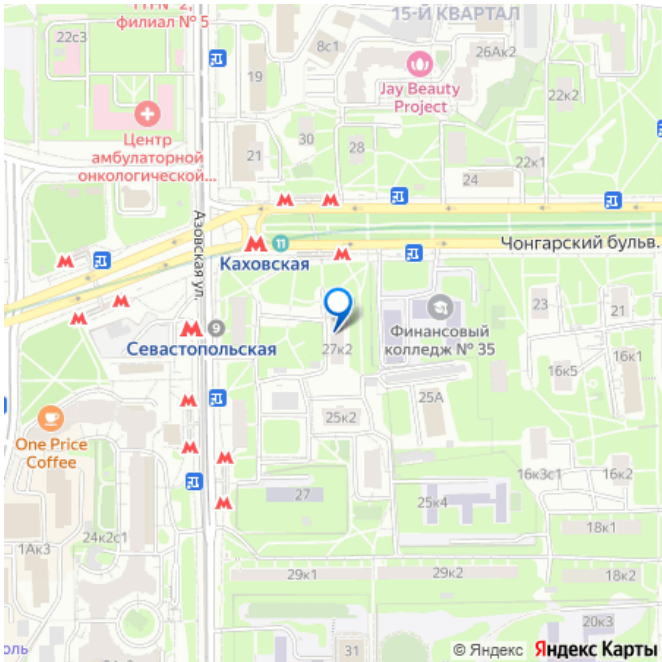 15-Й КВАРТАЛ
филиал № 5
22с3
8с1
26Ак2
19
Jay Beauty
Project
22к2
Центр
амбулаторной
онкологической...
30
21
28
22к1
24
Азовская ул.
Чонгарский бульв.
11
Каховская
23
21
Финансовый
колледж № 35
9
Севастопольская
27к2
16к1
16к5
25А
25к2
One Price
Coffee
16к3с1
16к2
27
25к4
18к1
24к2с1
1Ак3
29к1
29к2
18к2
20к3
31
24к2
© Яндекс Яндекс Карты